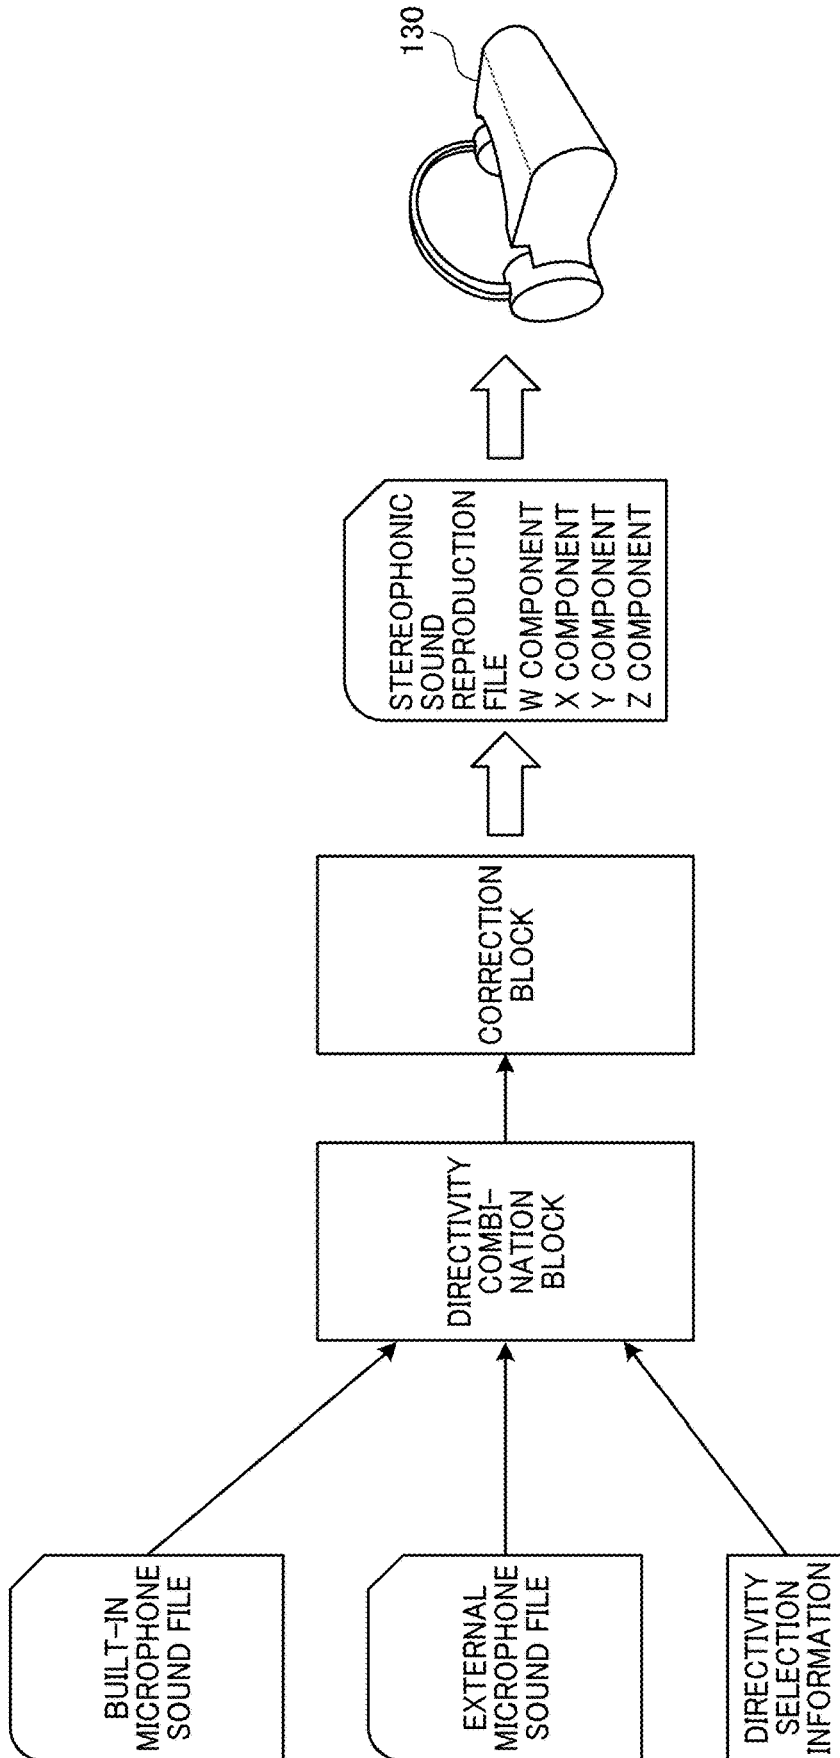 BUILT-IN
MICROPHONE
SOUND FILE
EXTERNAL
MICROPHONE
SOUND FILE
DIRECTIVITY
SELECTION
INFORMATION
DIRECTIVITY
COMBI-
NATION
BLOCK
CORRECTION
BLOCK
STEREOPHONIC
SOUND
REPRODUCTION
FILE
W COMPONENT
X COMPONENT
Y COMPONENT
Z COMPONENT
130